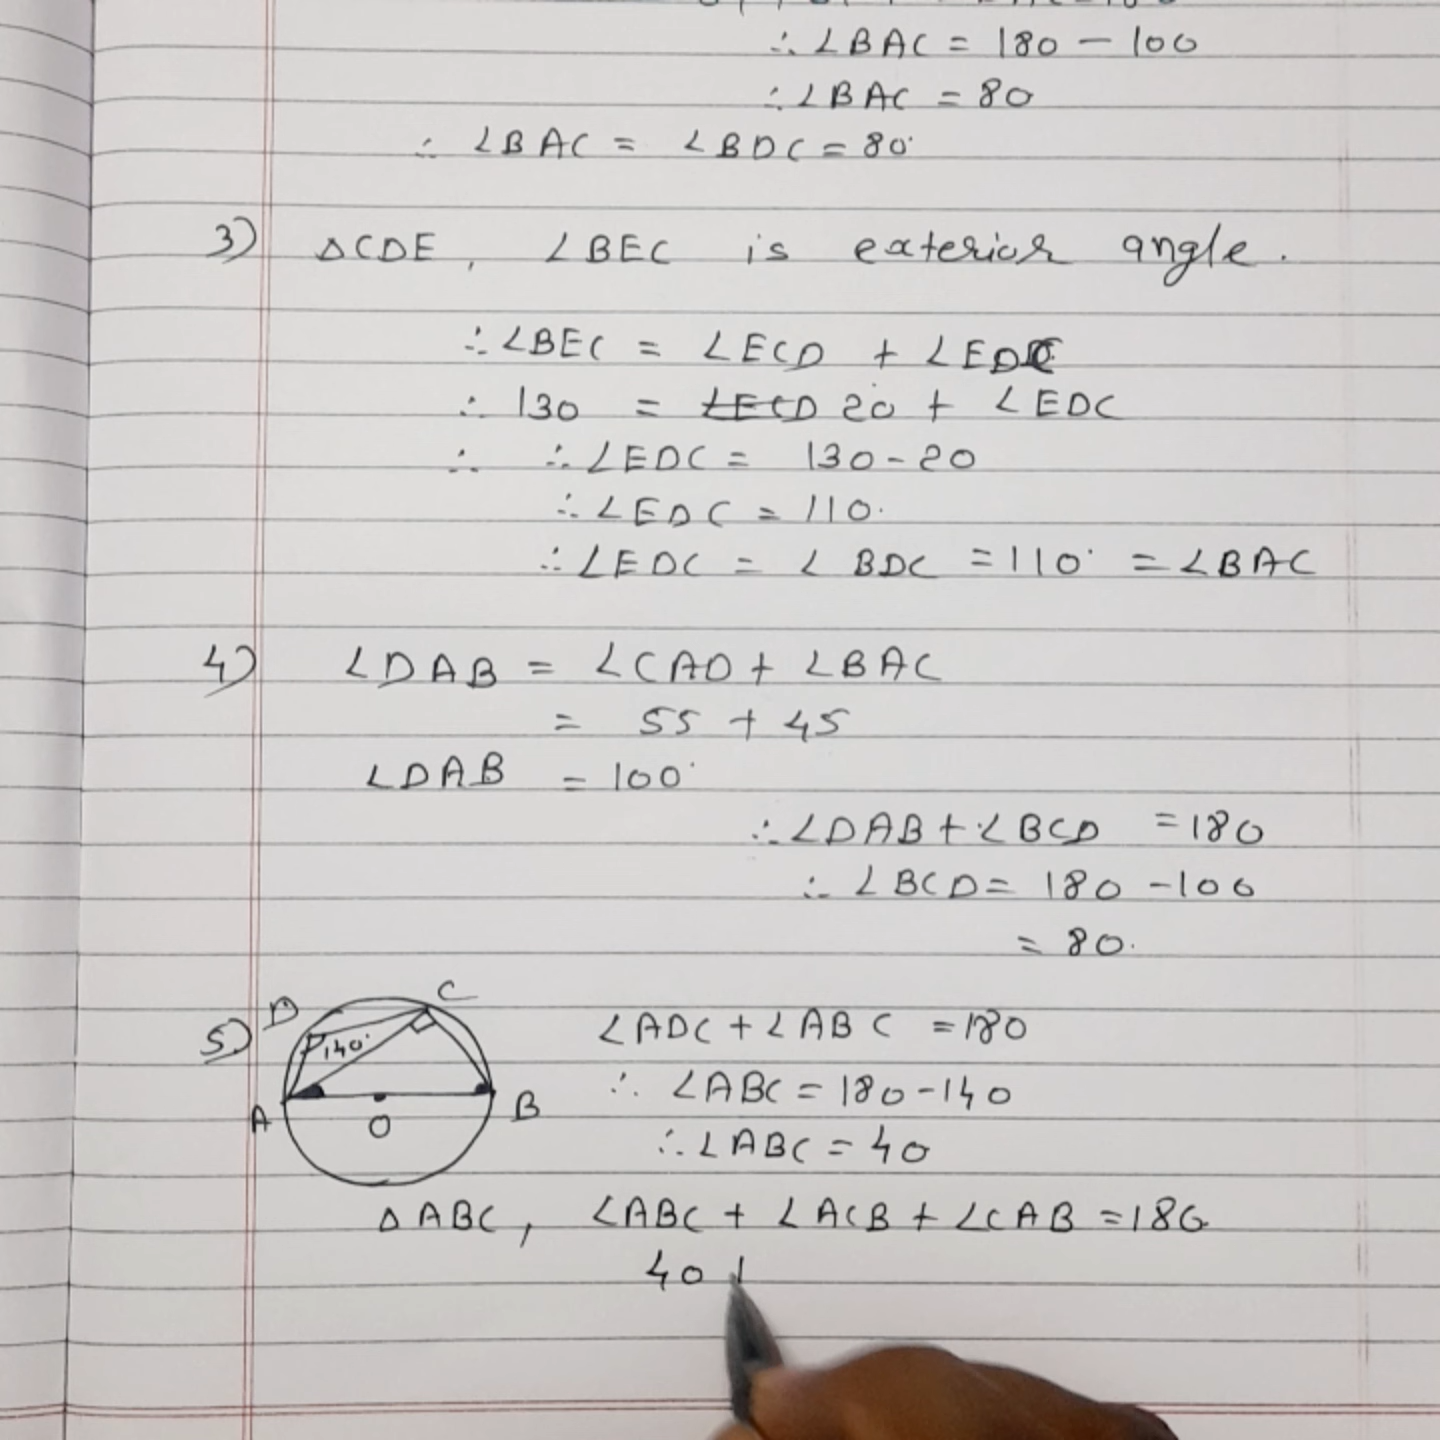 ∴ ∠BAC = 180 - 100
∴ ∠BAC = 80
∴ ∠BAC = ∠BDC = 80°
3) ΔCDE, ∠BEC is exterior angle.
∴ ∠BEC = ∠ECD + ∠EDC
∴ 130 = ∠ECD 20 + ∠EDC
∴ ∴ ∠EDC = 130 - 20
∴ ∠EDC = 110.
∴ ∠EDC = ∠BDC = 110° = ∠BAC
4) ∠DAB = ∠CAD + ∠BAC
= 55 + 45
∠DAB = 100°
∴ ∠DAB + ∠BCD = 180
∴ ∠BCD = 180 - 100
= 80.
5) D C
140°
A O B
∠ADC + ∠ABC = 180
∴ ∠ABC = 180 - 140
∴ ∠ABC = 40
ΔABC, ∠ABC + ∠ACB + ∠CAB = 180
40